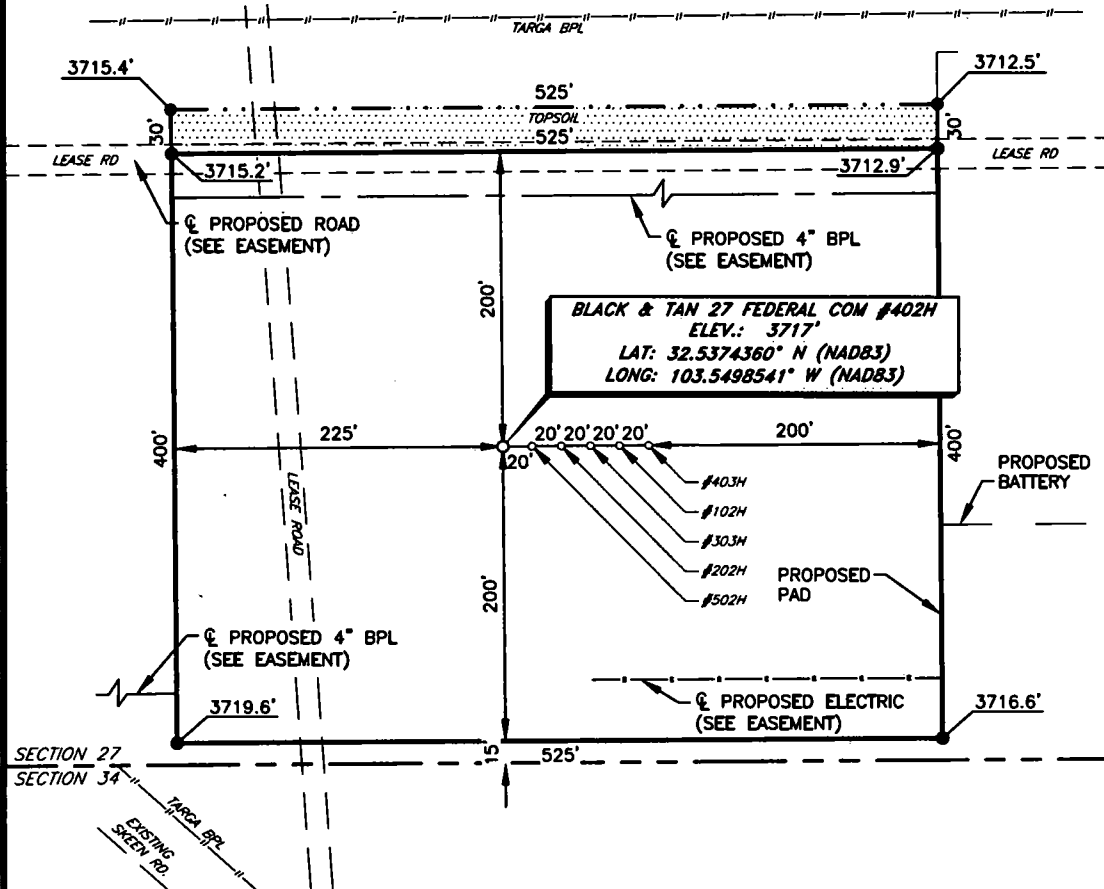 TARGA BPL
3715.4'
3712.5'
525'
30'
TOPSOIL
30'
525'
LEASE RD
LEASE RD
3715.2'
3712.9'
℄ PROPOSED ROAD
(SEE EASEMENT)
℄ PROPOSED 4" BPL
(SEE EASEMENT)
200'
BLACK & TAN 27 FEDERAL COM #402H
ELEV.: 3717'
LAT: 32.5374360° N (NAD83)
LONG: 103.5498541° W (NAD83)
400'
225'
20'
20'
20'
20'
20'
200'
400'
#403H
#102H
#303H
#202H
#502H
LEASE ROAD
PROPOSED
BATTERY
200'
PROPOSED
PAD
℄ PROPOSED 4" BPL
(SEE EASEMENT)
℄ PROPOSED ELECTRIC
(SEE EASEMENT)
3719.6'
3716.6'
15'
525'
SECTION 27
SECTION 34
TARGA BPL
EXISTING
SKEEN RD.